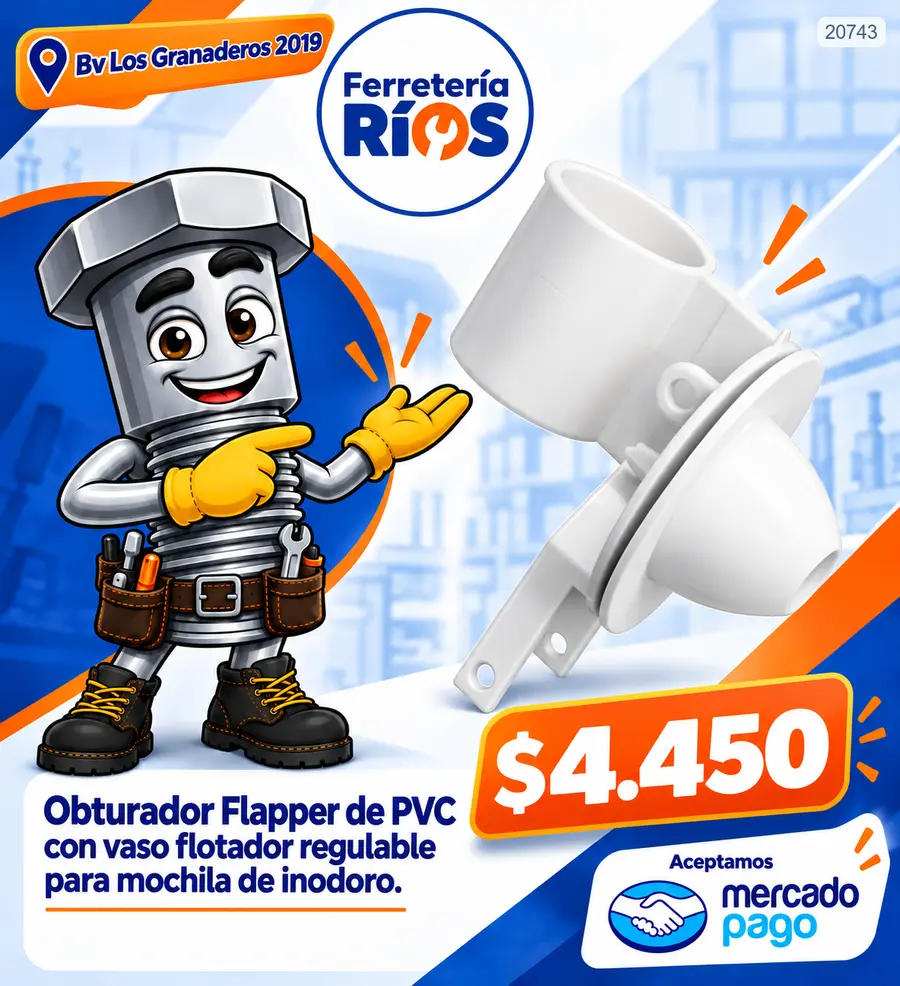 Bv Los Granaderos 2019
Ferretería
RÍOS
20743
$4.450
Obturador Flapper de PVC
con vaso flotador regulable
para mochila de inodoro.
Aceptamos
mercado
pago